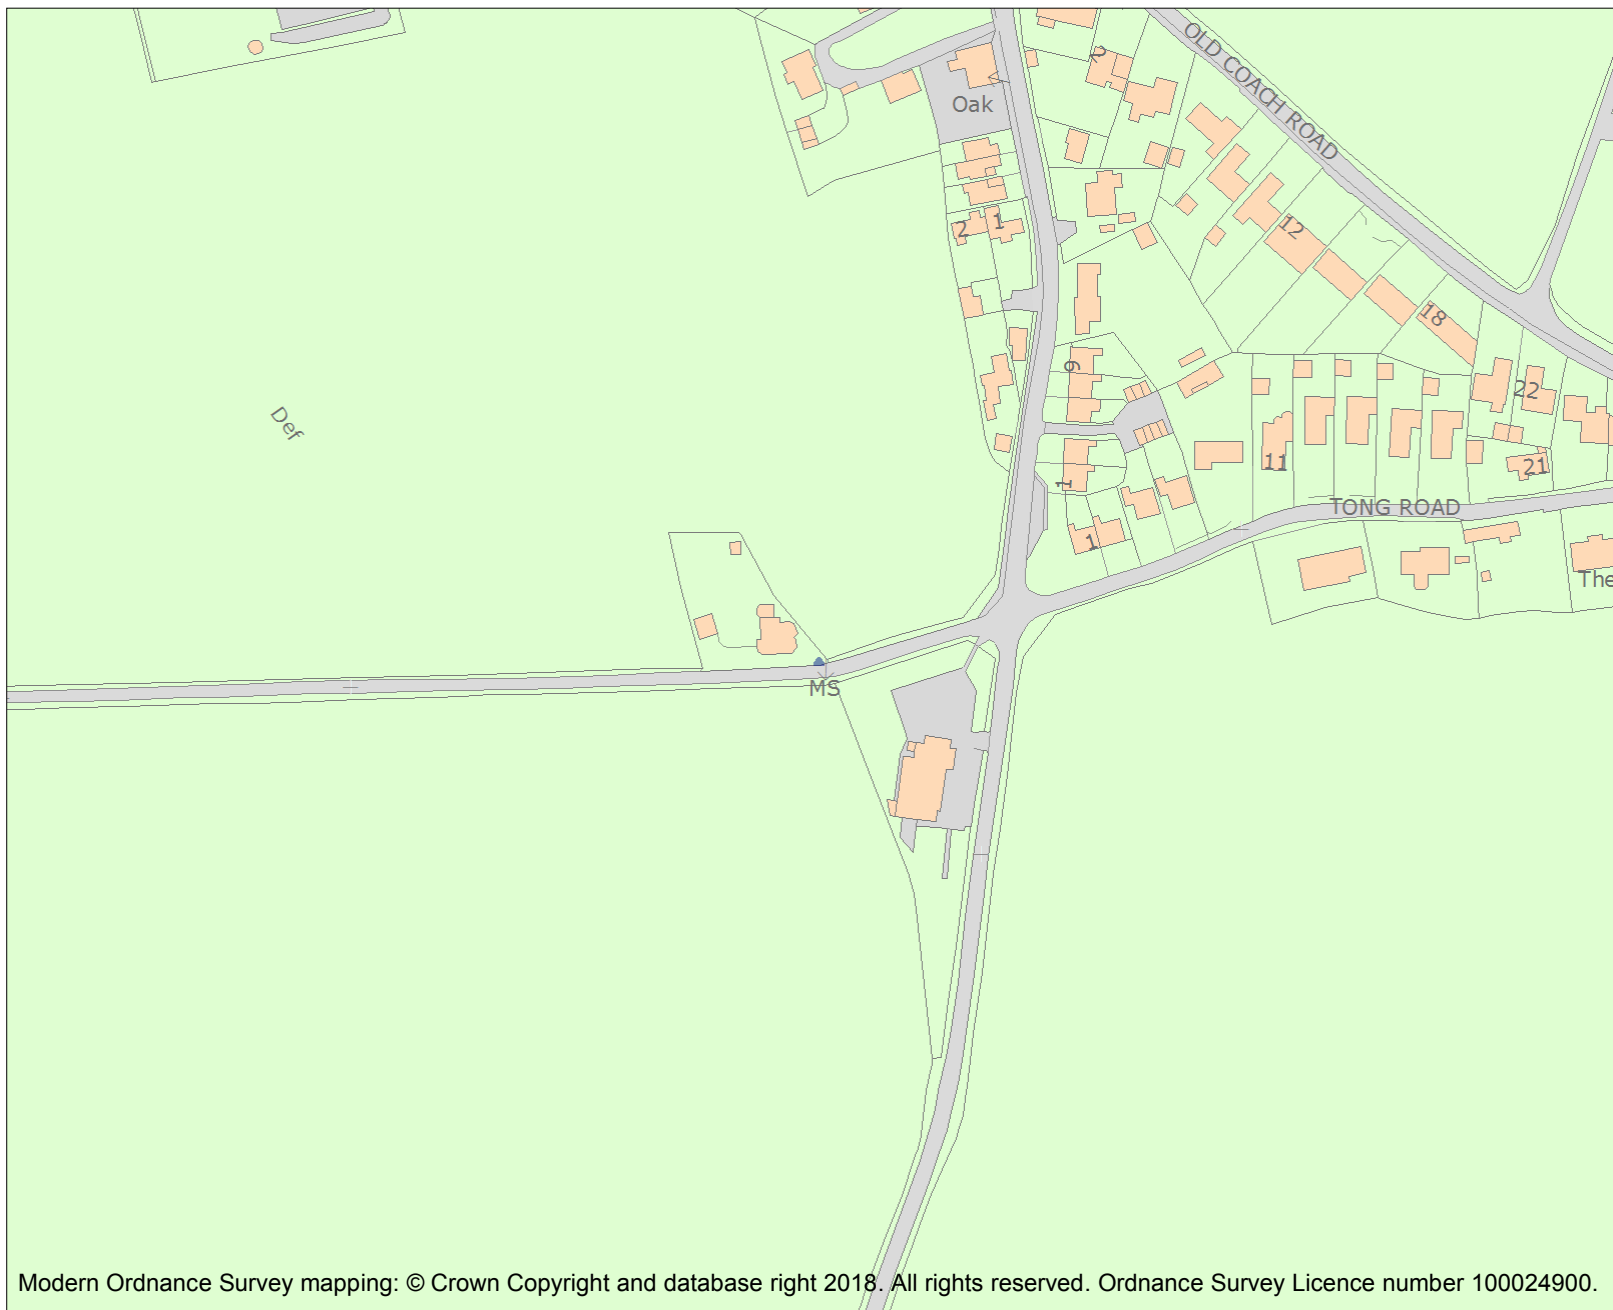 OLD COACH ROAD
2
Oak
2
1
12
18
9
22
Def
11
21
1
TONG ROAD
1
The
MS
Modern Ordnance Survey mapping: © Crown Copyright and database right 2018. All rights reserved. Ordnance Survey Licence number 100024900.